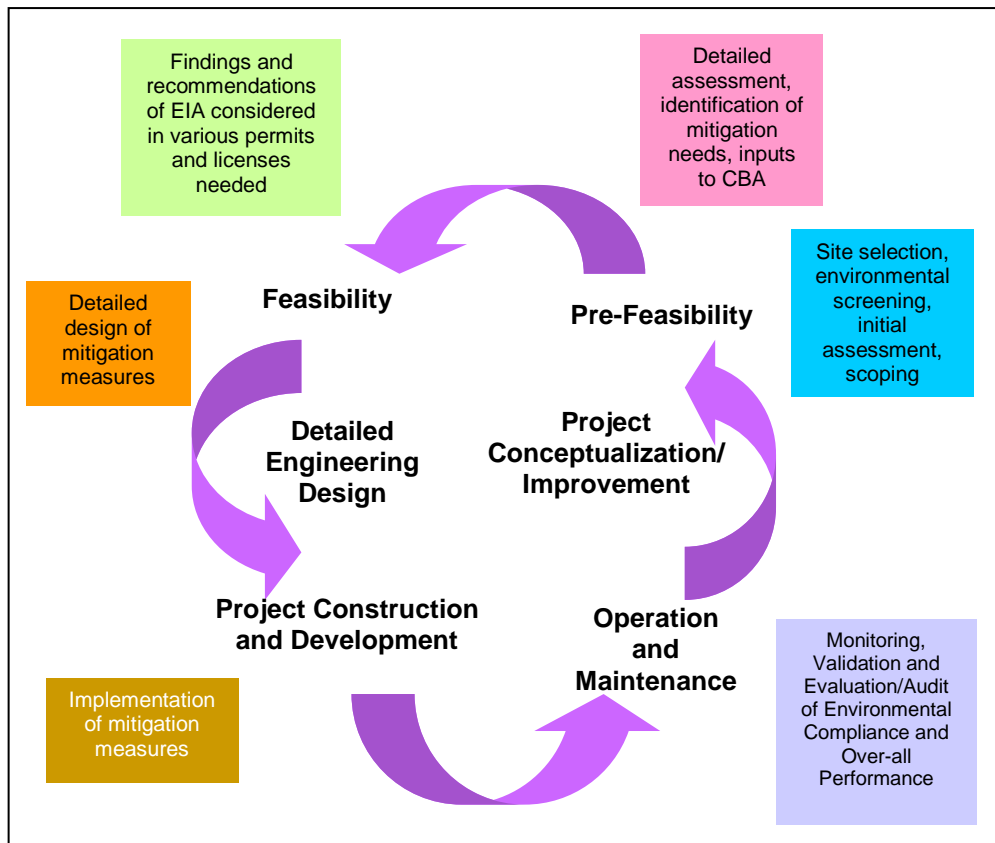 Findings and
recommendations
of EIA considered
in various permits
and licenses
needed
Detailed
assessment,
identification of
mitigation
needs, inputs
to CBA
Site selection,
environmental
screening,
initial
assessment,
scoping
Feasibility
Pre-Feasibility
Detailed
design of
mitigation
measures
Detailed
Engineering
Design
Project
Conceptualization/
Improvement
Project Construction
and Development
Operation
and
Maintenance
Implementation
of mitigation
measures
Monitoring,
Validation and
Evaluation/Audit
of Environmental
Compliance and
Over-all
Performance